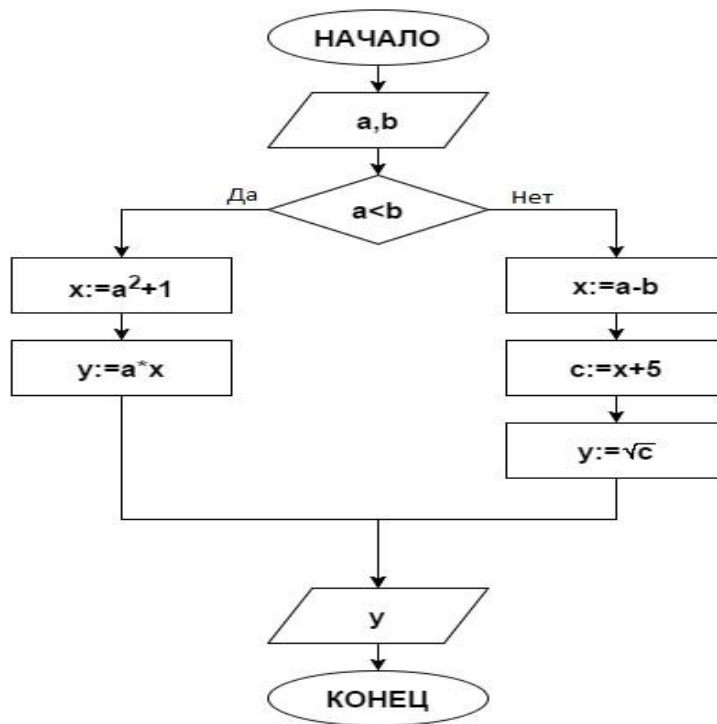 НАЧАЛО
a,b
a<b
Да
Нет
x:=a²+1
y:=a*x
x:=a-b
c:=x+5
y:=√c
y
КОНЕЦ